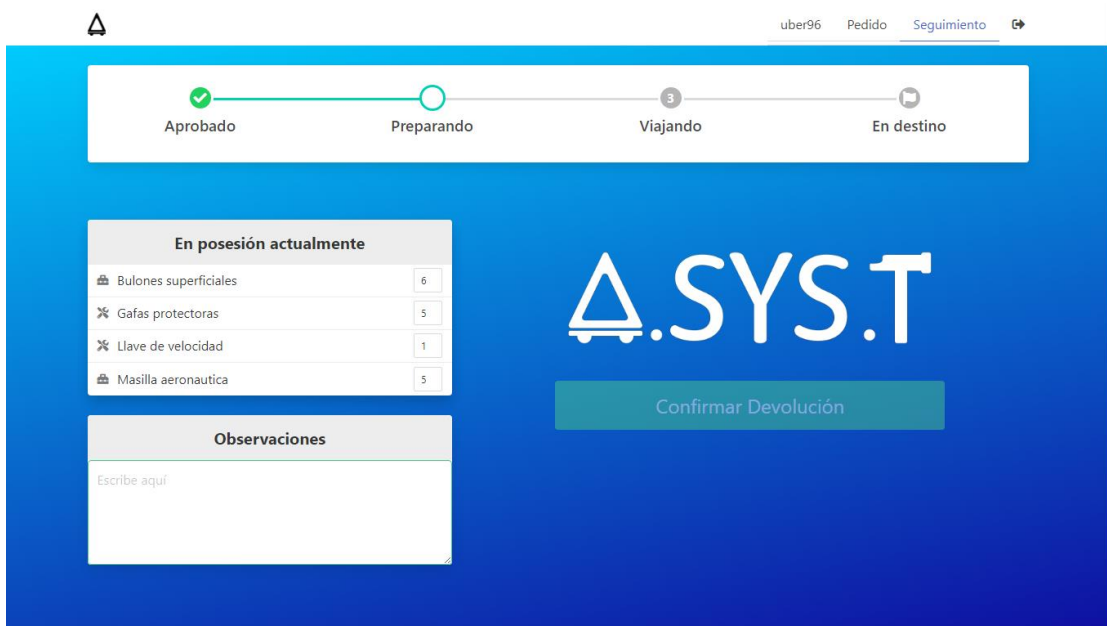 uber96 Pedido Seguimiento
3
Aprobado Preparando Viajando En destino
En posesión actualmente
Bulones superficiales 6
Gafas protectoras 5
Llave de velocidad 1
Masilla aeronautica 5
Observaciones
Escribe aquí
Δ.SYS.T
Confirmar Devolución